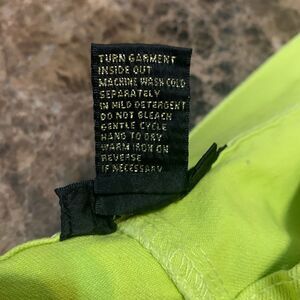 TURN GARMENT
INSIDE OUT
MACHINE WASH COLD
SEPARATELY
IN MILD DETERGENT
DO NOT BLEACH
GENTLE CYCLE
HANG TO DRY
WARM IRON ON
REVERSE
IF NECESSARY